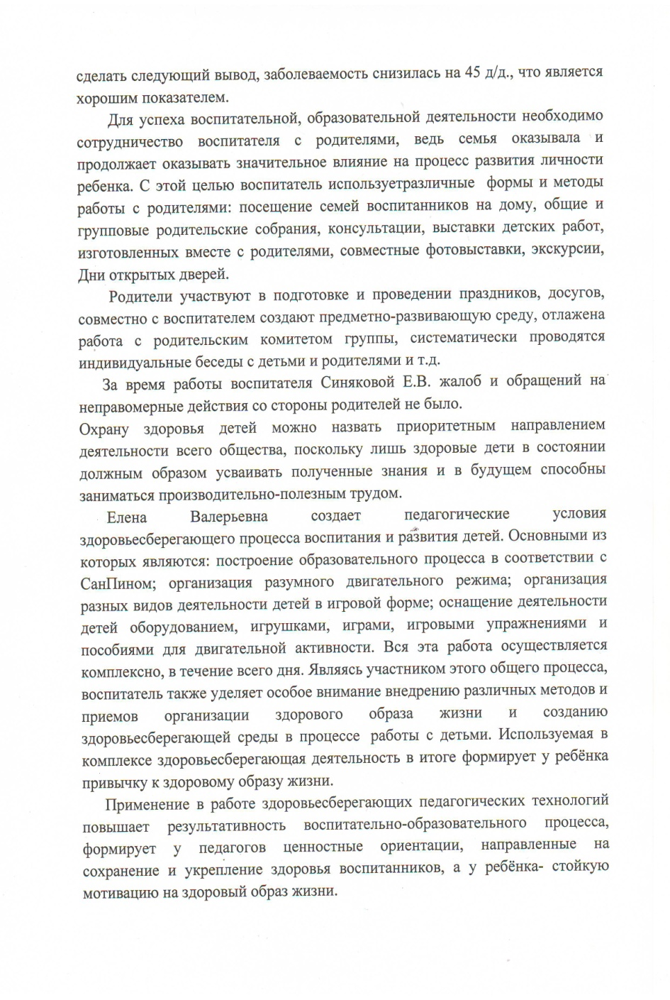 сделать следующий вывод, заболеваемость снизилась на 45 д/д., что является
хорошим показателем.
Для успеха воспитательной, образовательной деятельности необходимо
сотрудничество воспитателя с родителями, ведь семья оказывала и
продолжает оказывать значительное влияние на процесс развития личности
ребенка. С этой целью воспитатель используетразличные формы и методы
работы с родителями: посещение семей воспитанников на дому, общие и
групповые родительские собрания, консультации, выставки детских работ,
изготовленных вместе с родителями, совместные фотовыставки, экскурсии,
Дни открытых дверей.
Родители участвуют в подготовке и проведении праздников, досугов,
совместно с воспитателем создают предметно-развивающую среду, отлажена
работа с родительским комитетом группы, систематически проводятся
индивидуальные беседы с детьми и родителями и т.д.
За время работы воспитателя Синяковой Е.В. жалоб и обращений на
неправомерные действия со стороны родителей не было.
Охрану здоровья детей можно назвать приоритетным направлением
деятельности всего общества, поскольку лишь здоровые дети в состоянии
должным образом усваивать полученные знания и в будущем способны
заниматься производительно-полезным трудом.
Елена Валерьевна создает педагогические условия
здоровьесберегающего процесса воспитания и развития детей. Основными из
которых являются: построение образовательного процесса в соответствии с
СанПином; организация разумного двигательного режима; организация
разных видов деятельности детей в игровой форме; оснащение деятельности
детей оборудованием, игрушками, играми, игровыми упражнениями и
пособиями для двигательной активности. Вся эта работа осуществляется
комплексно, в течение всего дня. Являясь участником этого общего процесса,
воспитатель также уделяет особое внимание внедрению различных методов и
приемов организации здорового образа жизни и созданию
здоровьесберегающей среды в процессе работы с детьми. Используемая в
комплексе здоровьесберегающая деятельность в итоге формирует у ребёнка
привычку к здоровому образу жизни.
Применение в работе здоровьесберегающих педагогических технологий
повышает результативность воспитательно-образовательного процесса,
формирует у педагогов ценностные ориентации, направленные на
сохранение и укрепление здоровья воспитанников, а у ребёнка- стойкую
мотивацию на здоровый образ жизни.